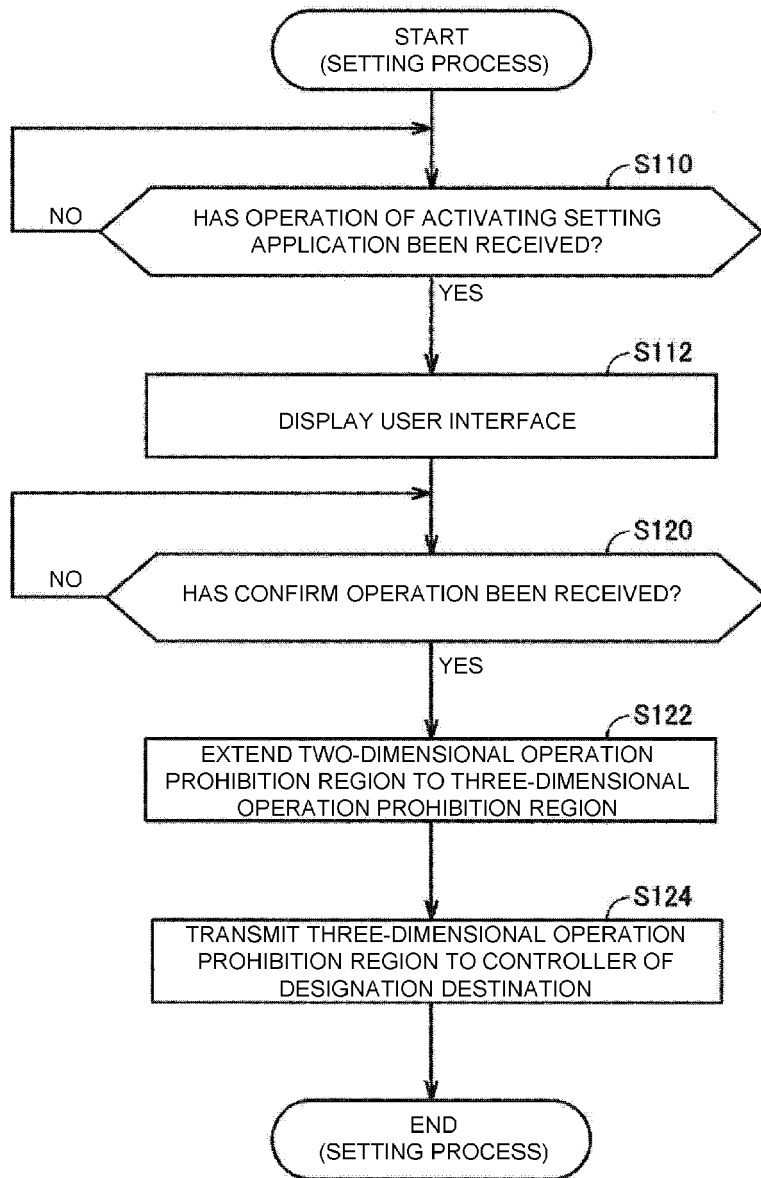 START
(SETTING PROCESS)
S110
NO
HAS OPERATION OF ACTIVATING SETTING
APPLICATION BEEN RECEIVED?
YES
S112
DISPLAY USER INTERFACE
S120
NO
HAS CONFIRM OPERATION BEEN RECEIVED?
YES
S122
EXTEND TWO-DIMENSIONAL OPERATION
PROHIBITION REGION TO THREE-DIMENSIONAL
OPERATION PROHIBITION REGION
S124
TRANSMIT THREE-DIMENSIONAL OPERATION
PROHIBITION REGION TO CONTROLLER OF
DESIGNATION DESTINATION
END
(SETTING PROCESS)